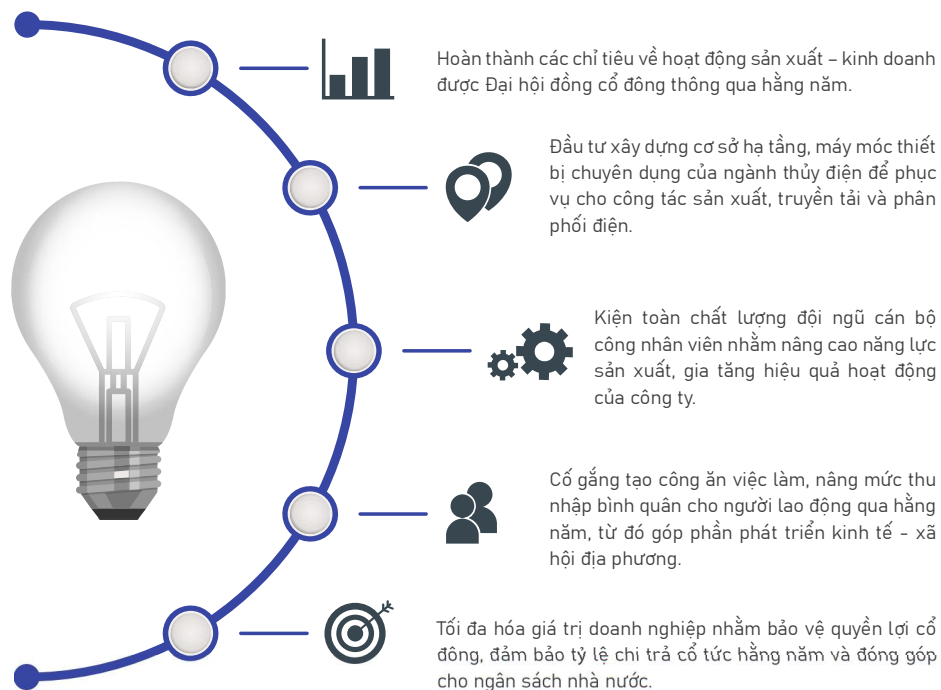 Hoàn thành các chỉ tiêu về hoạt động sản xuất – kinh doanh
được Đại hội đồng cổ đông thông qua hằng năm.
Đầu tư xây dựng cơ sở hạ tầng, máy móc thiết
bị chuyên dụng của ngành thủy điện để phục
vụ cho công tác sản xuất, truyền tải và phân
phối điện.
Kiện toàn chất lượng đội ngũ cán bộ
công nhân viên nhằm nâng cao năng lực
sản xuất, gia tăng hiệu quả hoạt động
của công ty.
Cố gắng tạo công ăn việc làm, nâng mức thu
nhập bình quân cho người lao động qua hằng
năm, từ đó góp phần phát triển kinh tế - xã
hội địa phương.
Tối đa hóa giá trị doanh nghiệp nhằm bảo vệ quyền lợi cổ
đông, đảm bảo tỷ lệ chi trả cổ tức hằng năm và đóng góp
cho ngân sách nhà nước.